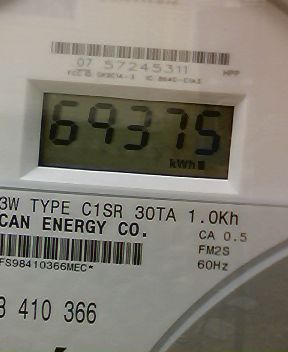 07 57245311 HPP
69375
kWh
3W TYPE C1SR 30TA 1.0Kh
CAN ENERGY CO.
CA 0.5
FM2S
60Hz
FS98410366MEC*
410 366